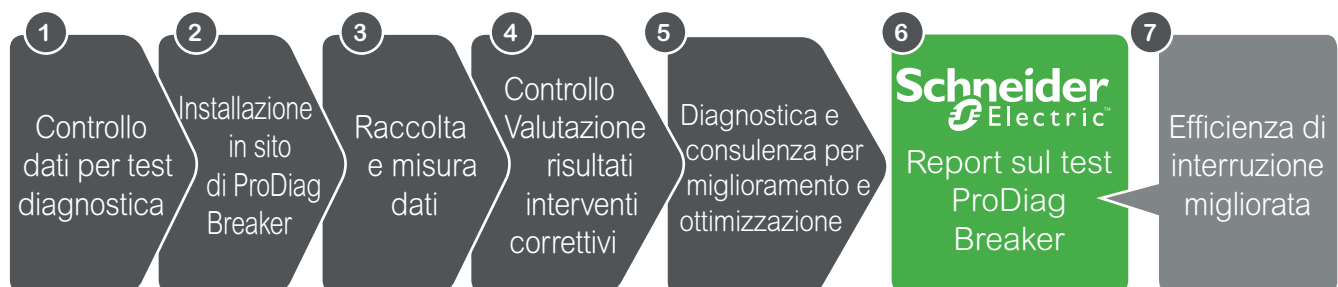 1
Controllo
dati per test
diagnostica
2
Installazione
in sito
di ProDiag
Breaker
3
Raccolta
e misura
dati
4
Controllo
Valutazione
risultati
interventi
correttivi
5
Diagnostica e
consulenza per
miglioramento e
ottimizzazione
6
Schneider
Electric™
Report sul test
ProDiag
Breaker
7
Efficienza di
interruzione
migliorata